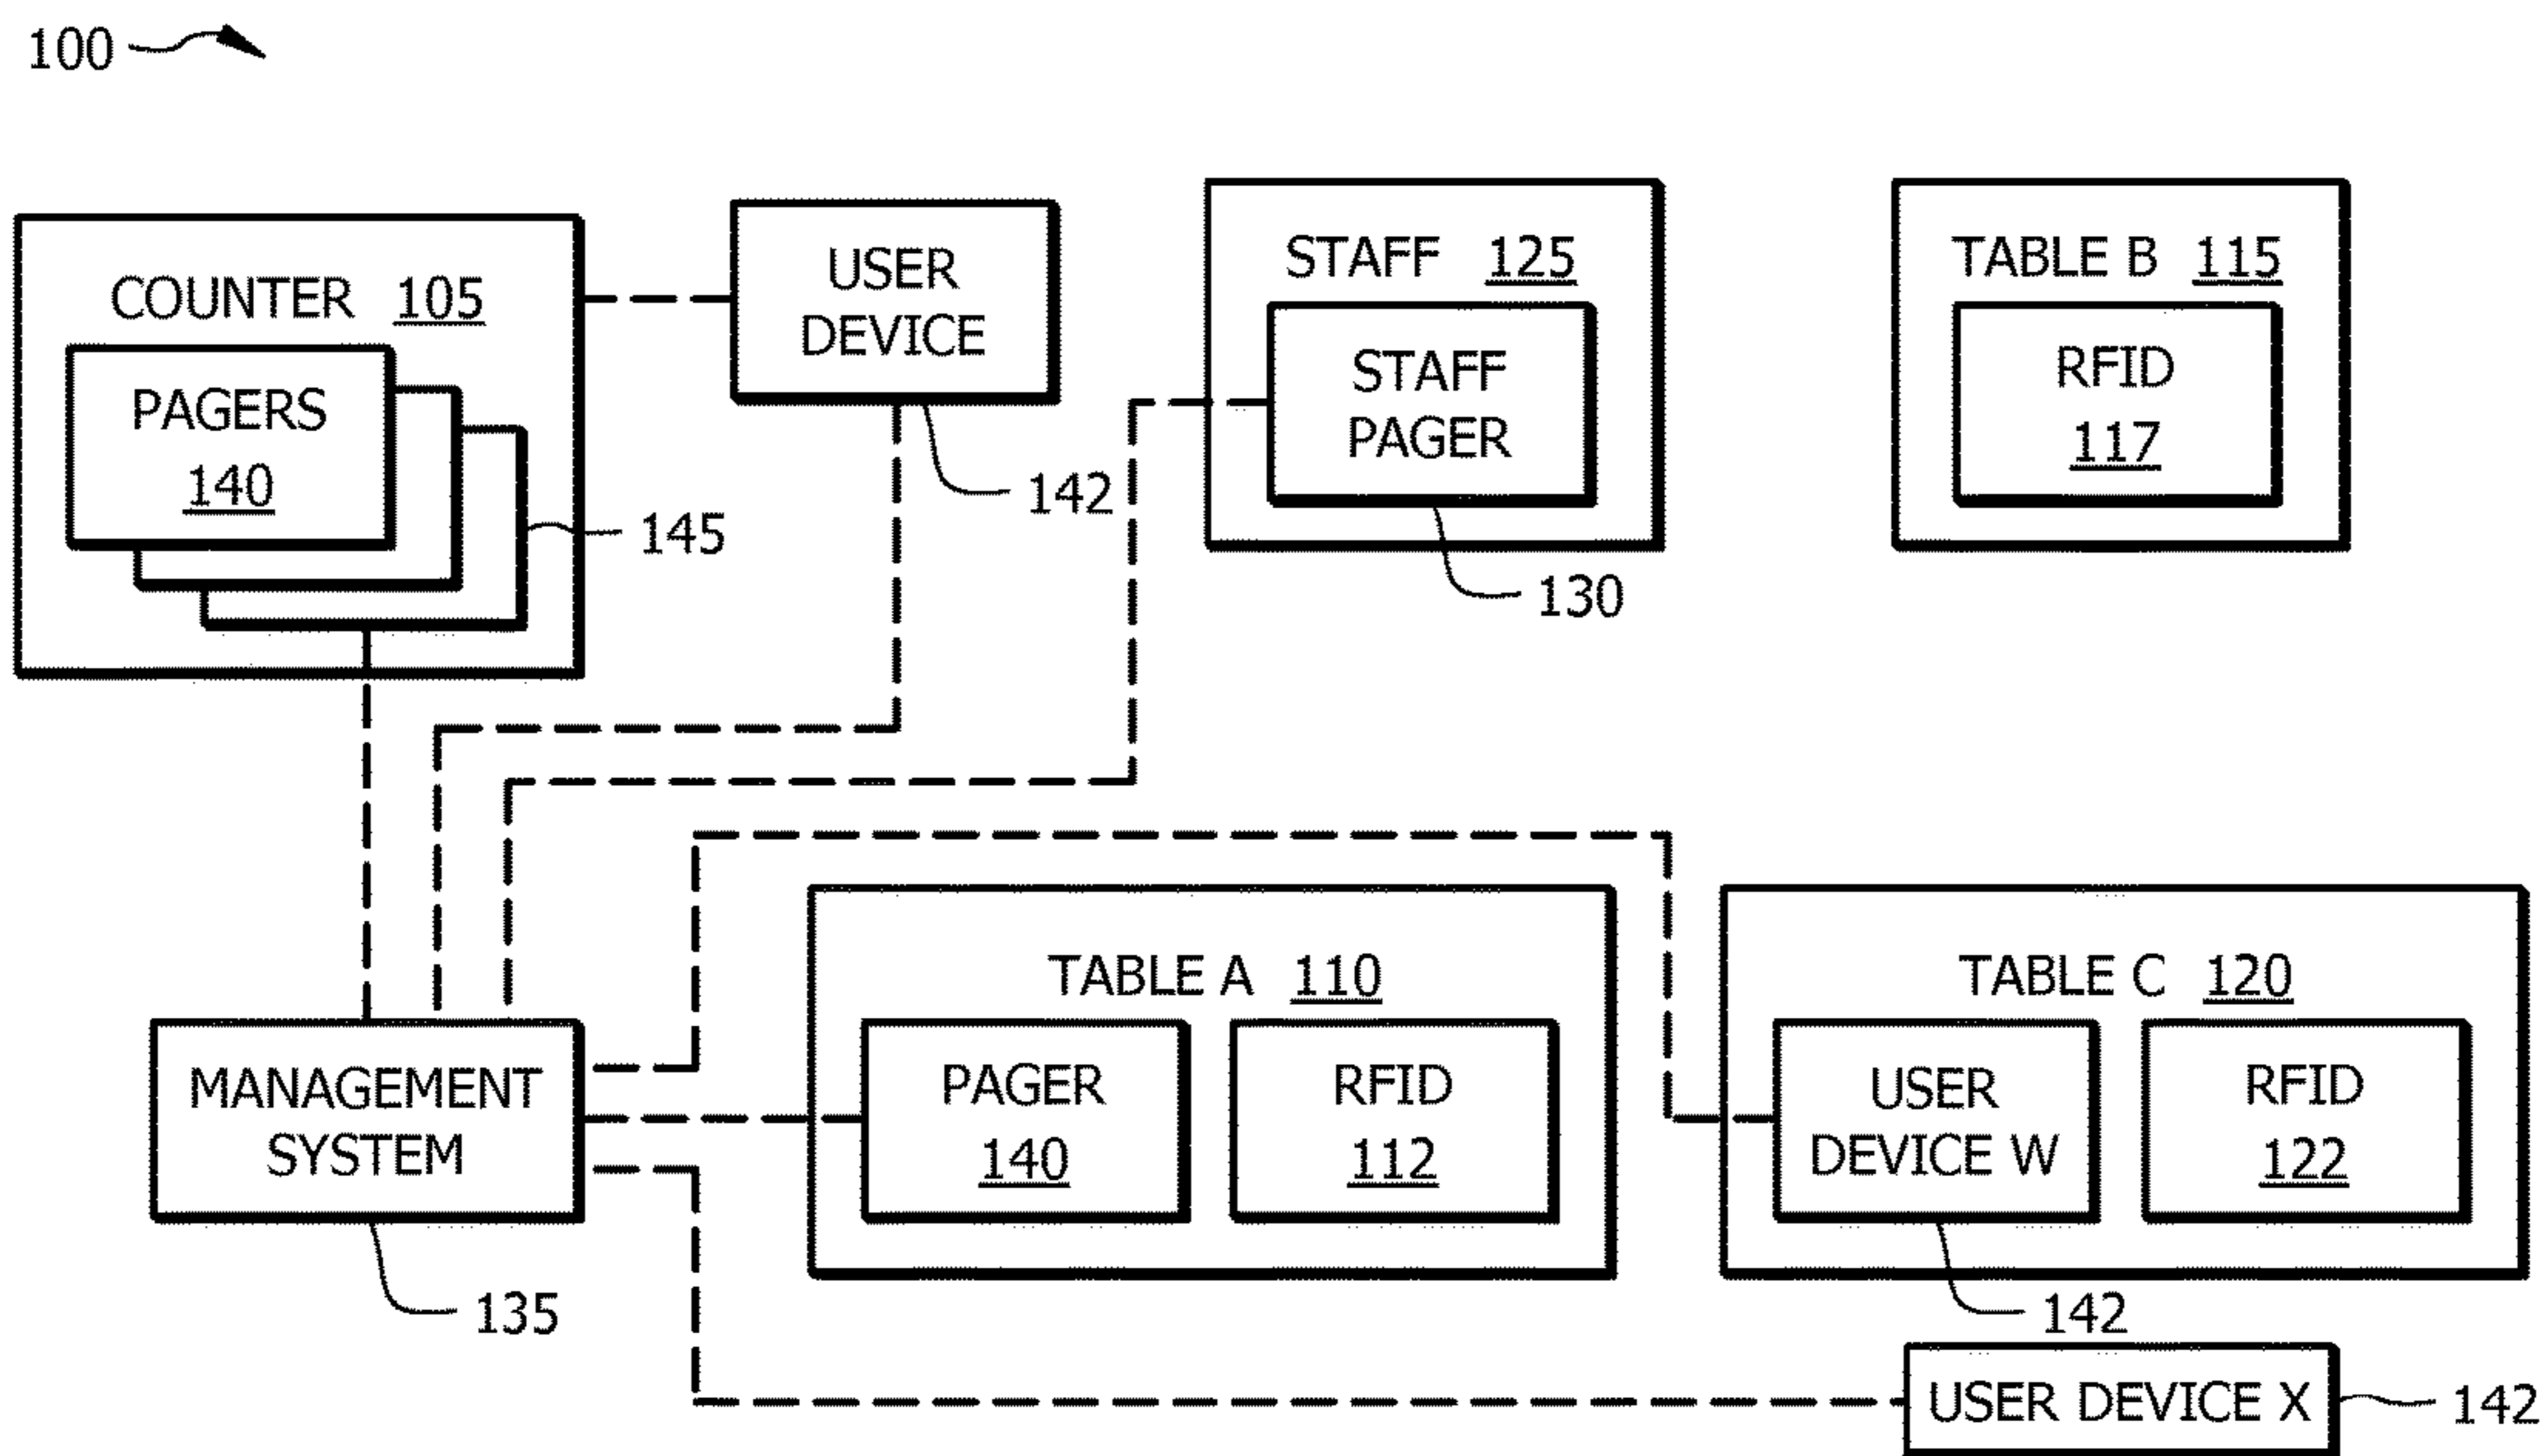 100
COUNTER 105
PAGERS
140
145
USER
DEVICE
142
STAFF 125
STAFF
PAGER
130
TABLE B 115
RFID
117
MANAGEMENT
SYSTEM
135
TABLE A 110
PAGER
140
RFID
112
TABLE C 120
USER
DEVICE W
142
RFID
122
USER DEVICE X
142